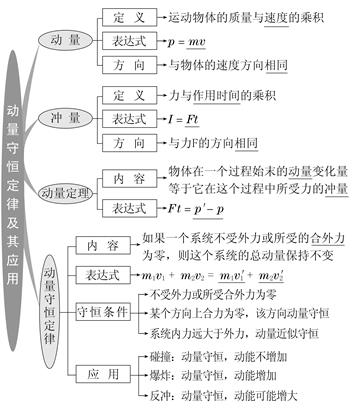 动量守恒定律及其应用
动量
定义
运动物体的质量与速度的乘积
表达式
p=mv
方向
与物体的速度方向相同
冲量
定义
力与作用时间的乘积
表达式
I=Ft
方向
与力F的方向相同
动量定理
内容
物体在一个过程始末的动量变化量
等于它在这个过程中所受力的冲量
表达式
Ft=p′-p
动量守恒定律
内容
如果一个系统不受外力或所受的合外力
为零，则这个系统的总动量保持不变
表达式
m₁v₁ + m₂v₂ = m₁v₁′ + m₂v₂′
守恒条件
不受外力或所受合外力为零
某个方向上合力为零，该方向动量守恒
系统内力远大于外力，动量近似守恒
应用
碰撞：动量守恒，动能不增加
爆炸：动量守恒，动能增加
反冲：动量守恒，动能可能增大